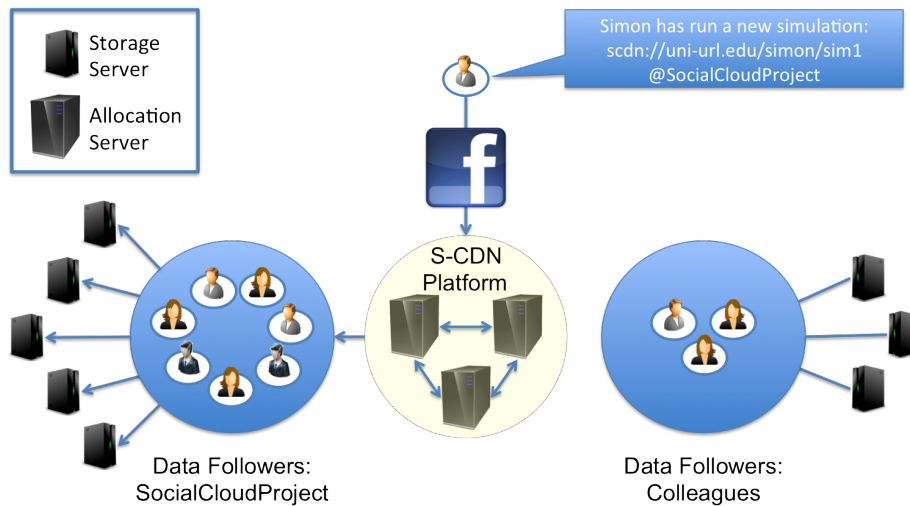 Storage
Server
Allocation
Server
Simon has run a new simulation:
scdn://uni-url.edu/simon/sim1
@SocialCloudProject
f
S-CDN
Platform
Data Followers:
SocialCloudProject
Data Followers:
Colleagues